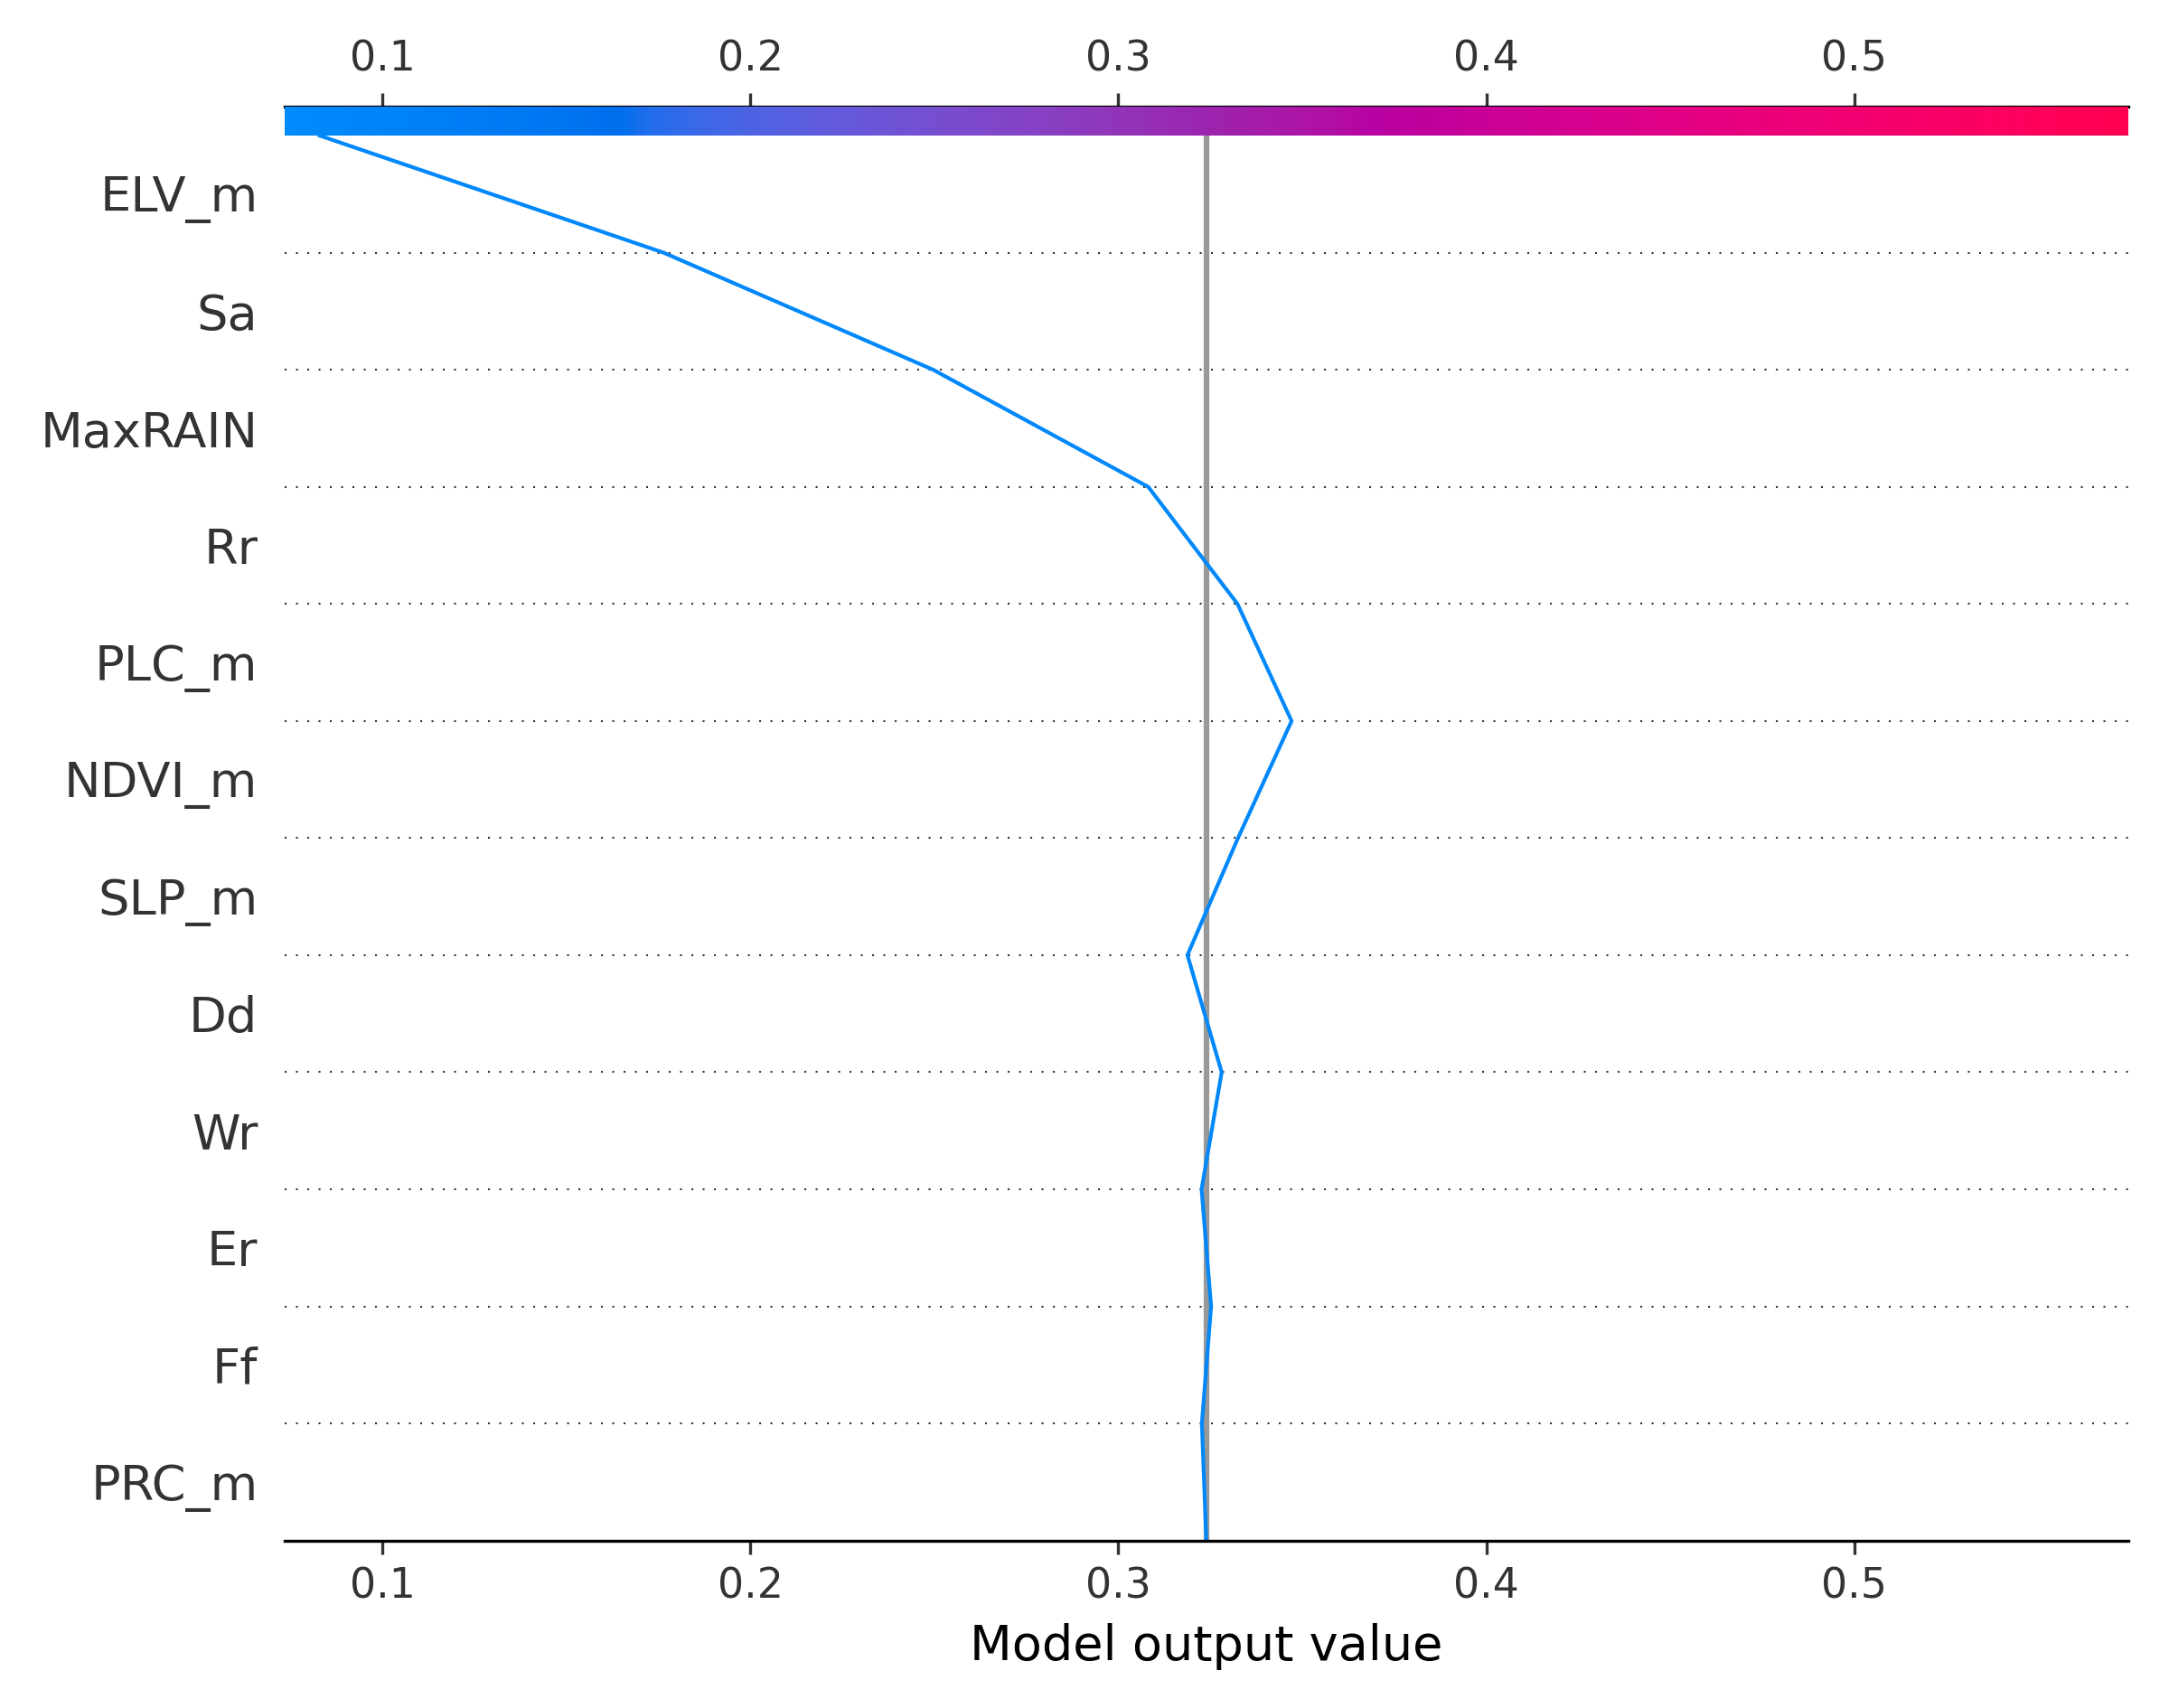 0.1 0.2 0.3 0.4 0.5
ELV_m
Sa
MaxRAIN
Rr
PLC_m
NDVI_m
SLP_m
Dd
Wr
Er
Ff
PRC_m
0.1 0.2 0.3 0.4 0.5
Model output value